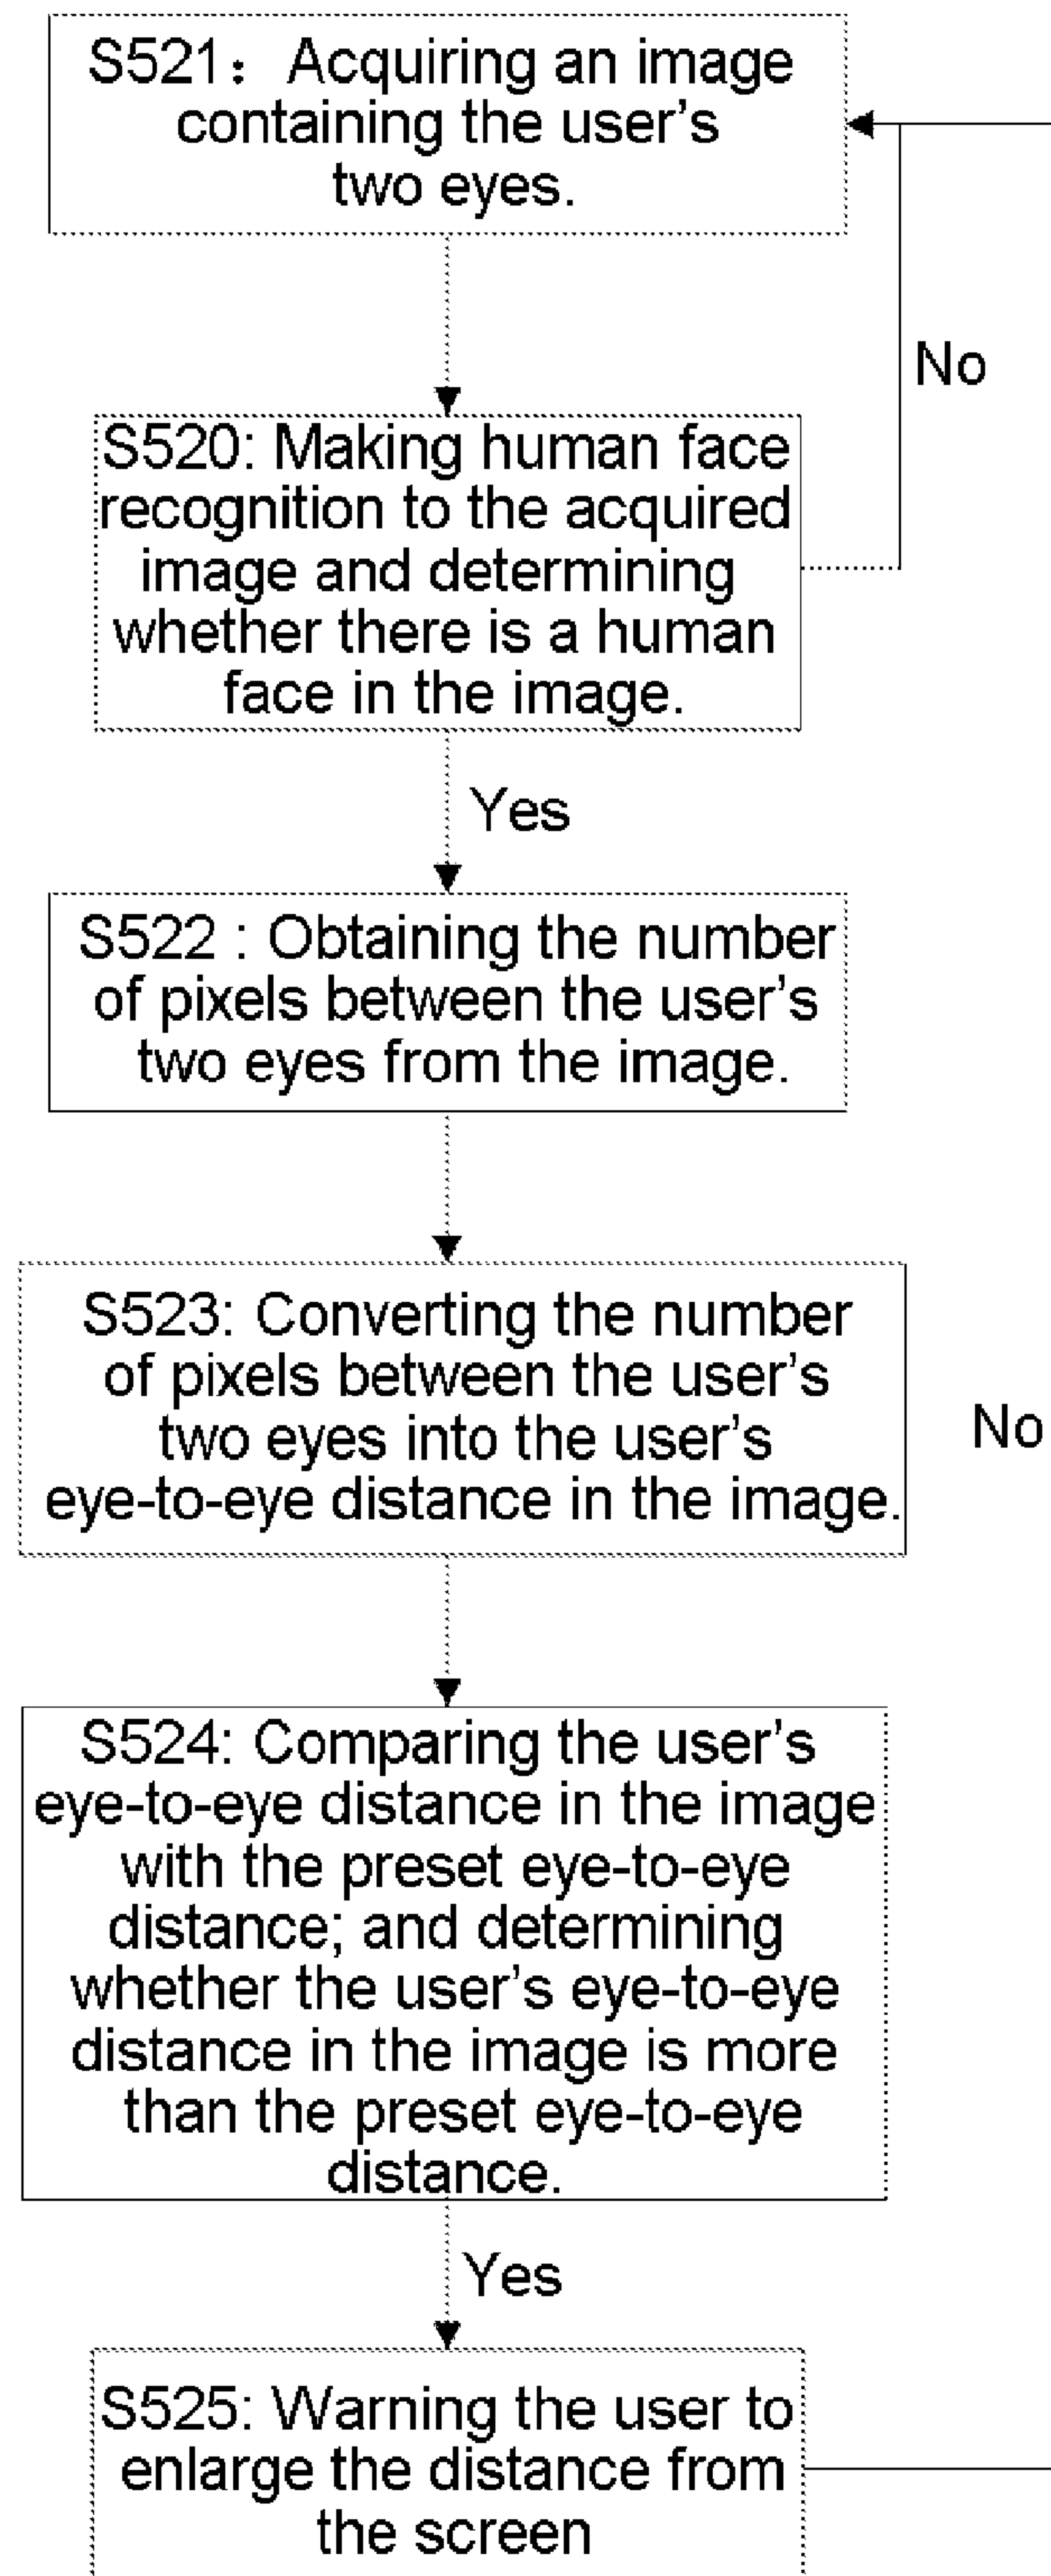 S521：Acquiring an image
containing the user's
two eyes.
No
S520: Making human face
recognition to the acquired
image and determining
whether there is a human
face in the image.
Yes
S522 : Obtaining the number
of pixels between the user's
two eyes from the image.
S523: Converting the number
of pixels between the user's
two eyes into the user's
eye-to-eye distance in the image.
No
S524: Comparing the user's
eye-to-eye distance in the image
with the preset eye-to-eye
distance; and determining
whether the user's eye-to-eye
distance in the image is more
than the preset eye-to-eye
distance.
Yes
S525: Warning the user to
enlarge the distance from
the screen